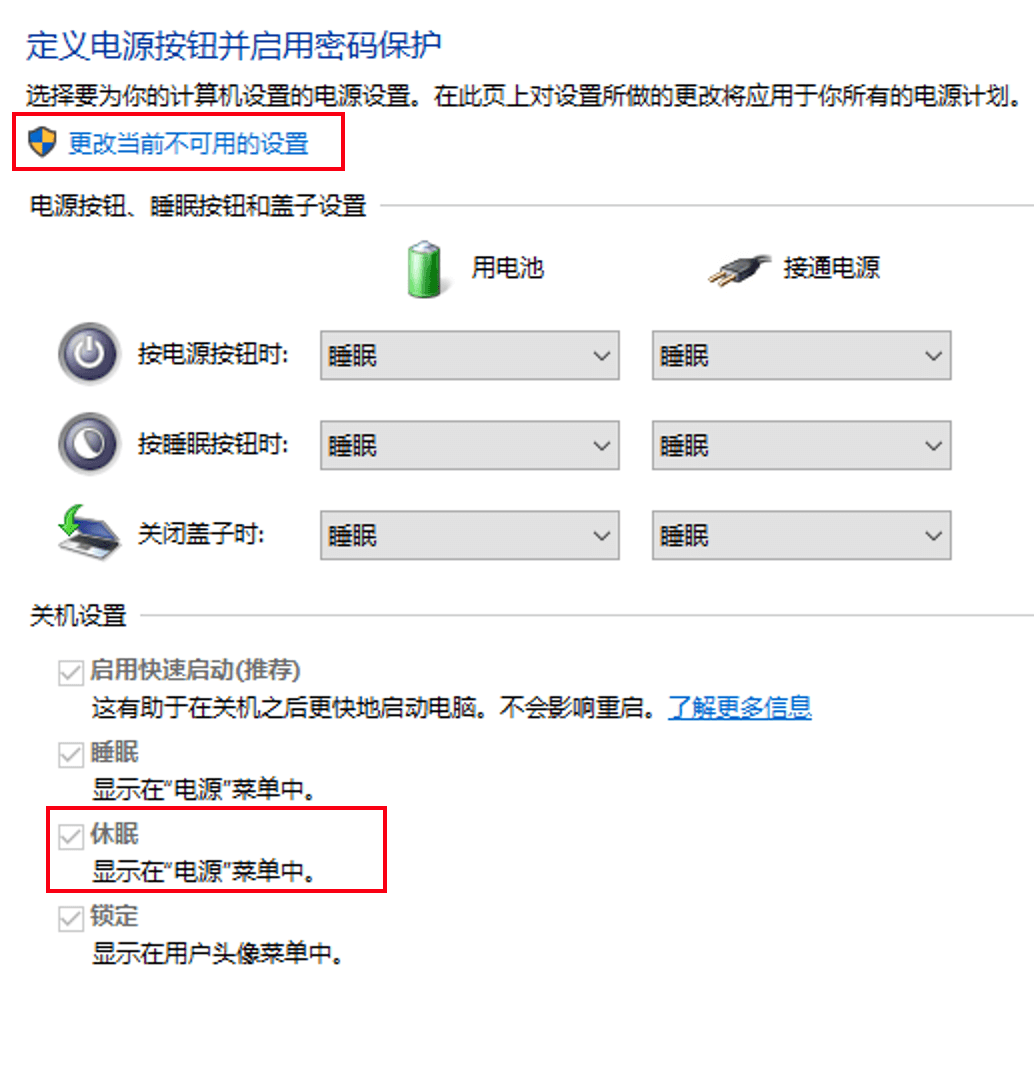 定义电源按钮并启用密码保护
选择要为你的计算机设置的电源设置。在此页上对设置所做的更改将应用于你所有的电源计划。
更改当前不可用的设置
电源按钮、睡眠按钮和盖子设置
用电池 接通电源
按电源按钮时: 睡眠 睡眠
按睡眠按钮时: 睡眠 睡眠
关闭盖子时: 睡眠 睡眠
关机设置
启用快速启动(推荐)
这有助于在关机之后更快地启动电脑。不会影响重启。了解更多信息
睡眠
显示在“电源”菜单中。
休眠
显示在“电源”菜单中。
锁定
显示在用户头像菜单中。